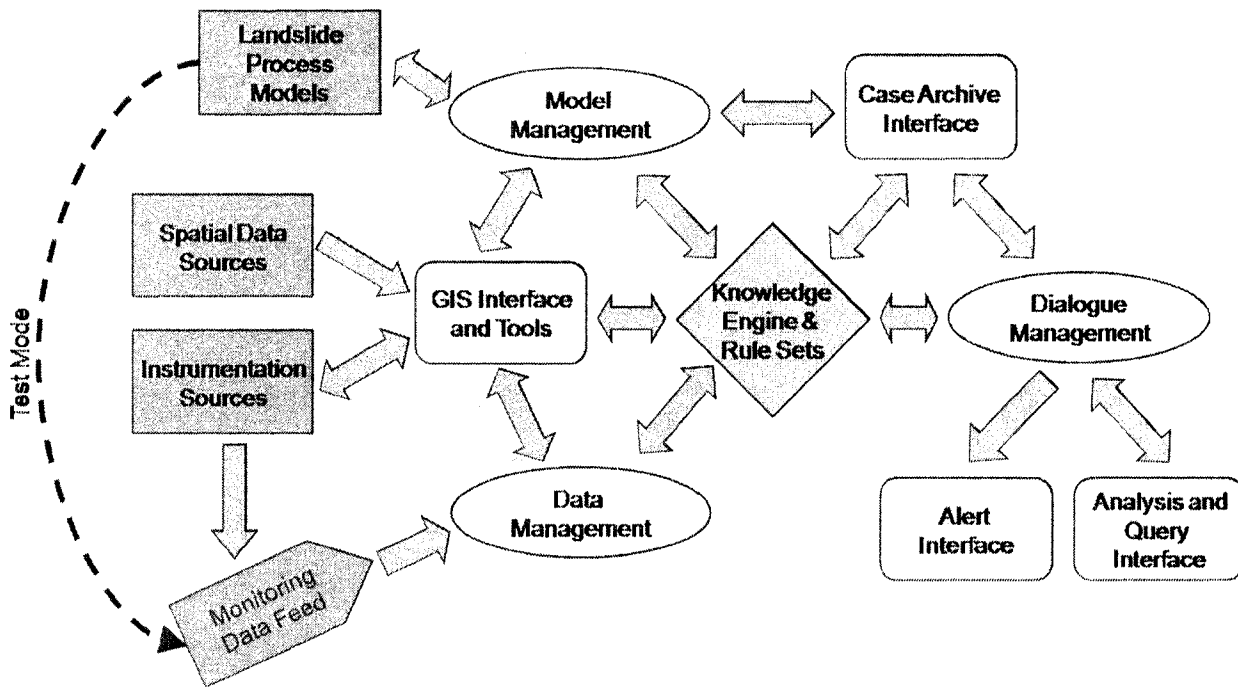 Landslide
Process
Models
Model
Management
Case Archive
Interface
Spatial Data
Sources
GIS Interface
and Tools
Knowledge
Engine &
Rule Sets
Dialogue
Management
Instrumentation
Sources
Test Mode
Data
Management
Alert
Interface
Analysis and
Query
Interface
Monitoring
Data Feed